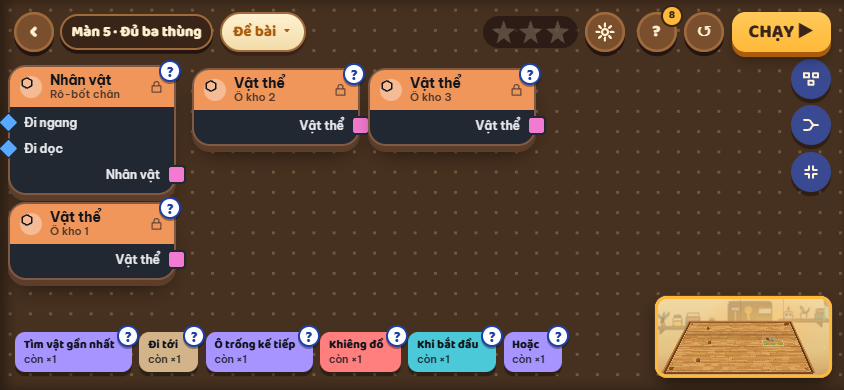 Màn 5 · Đủ ba thùng
Đề bài
8
?
CHẠY
Nhân vật
Rô-bốt chân
?
Đi ngang
Đi dọc
Nhân vật
Vật thể
Ô kho 2
?
Vật thể
Vật thể
Ô kho 3
?
Vật thể
Vật thể
Ô kho 1
?
Vật thể
Tìm vật gần nhất
còn ×1
?
Đi tới
còn ×1
?
Ô trống kế tiếp
còn ×1
?
Khiêng đồ
còn ×1
?
Khi bắt đầu
còn ×1
?
Hoặc
còn ×1
?